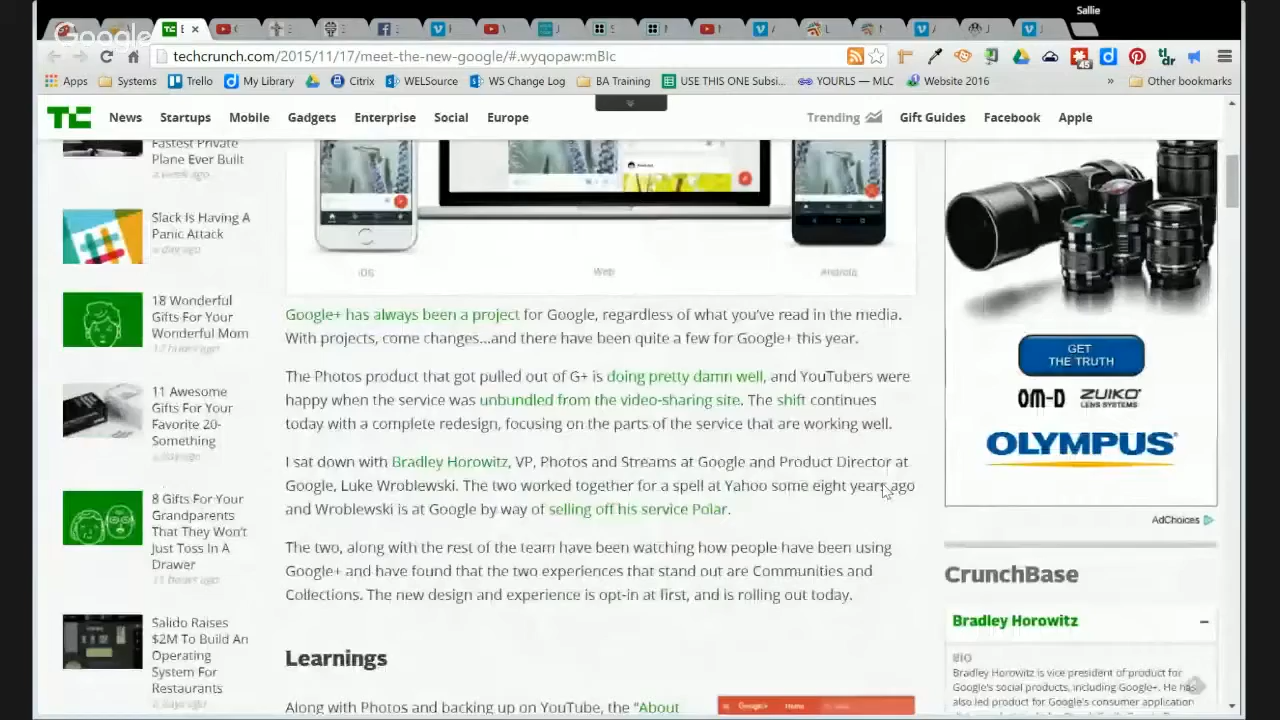 Sallie
Google
techcrunch.com/2015/11/17/meet-the-new-google/#.wyqopaw:mBIc
Apps Systems Trello My Library Citrix WELSource WS Change Log BA Training USE THIS ONE Subsi... YOURLS — MLC Website 2016 » Other bookmarks
TC News Startups Mobile Gadgets Enterprise Social Europe Trending Gift Guides Facebook Apple
Fastest Private
Plane Ever Built
a week ago
Slack Is Having A
Panic Attack
a day ago
18 Wonderful
Gifts For Your
Wonderful Mom
12 hours ago
11 Awesome
Gifts For Your
Favorite 20-
Something
8 Gifts For Your
Grandparents
That They Won't
Just Toss In A
Drawer
11 hours ago
Salido Raises
$2M To Build An
Operating
System For
Restaurants
iOS Web Android
Google+ has always been a project for Google, regardless of what you've read in the media.
With projects, come changes...and there have been quite a few for Google+ this year.
The Photos product that got pulled out of G+ is doing pretty damn well, and YouTubers were
happy when the service was unbundled from the video-sharing site. The shift continues
today with a complete redesign, focusing on the parts of the service that are working well.
I sat down with Bradley Horowitz, VP, Photos and Streams at Google and Product Director at
Google, Luke Wroblewski. The two worked together for a spell at Yahoo some eight years ago
and Wroblewski is at Google by way of selling off his service Polar.
The two, along with the rest of the team have been watching how people have been using
Google+ and have found that the two experiences that stand out are Communities and
Collections. The new design and experience is opt-in at first, and is rolling out today.
Learnings
Along with Photos and backing up on YouTube, the "About
Google+ Home
GET
THE TRUTH
OM-D ZUIKO
LENS SYSTEMS
OLYMPUS
AdChoices
CrunchBase
Bradley Horowitz –
BIO
Bradley Horowitz is vice president of product for
Google's social products, including Google+. He has
also led product for Google's consumer application